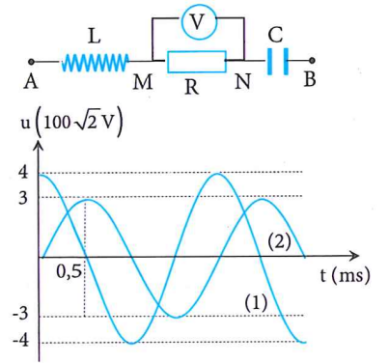 V
L C
A M R N B
u (100√2 V)
4
3
0,5
(2)
t (ms)
(1)
-3
-4